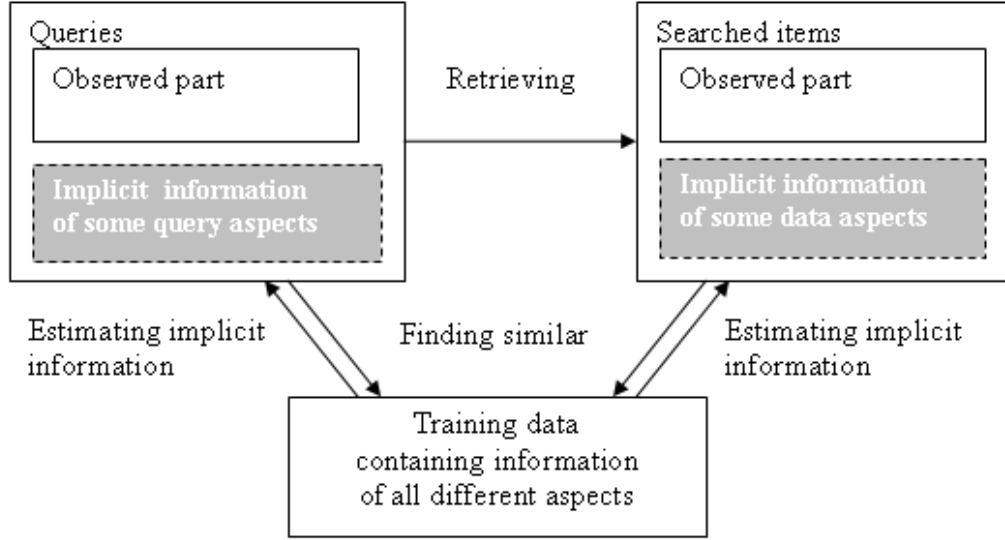 Queries
Observed part
Implicit information
of some query aspects
Retrieving
Searched items
Observed part
Implicit information
of some data aspects
Estimating implicit
information
Finding similar
Estimating implicit
information
Training data
containing information
of all different aspects